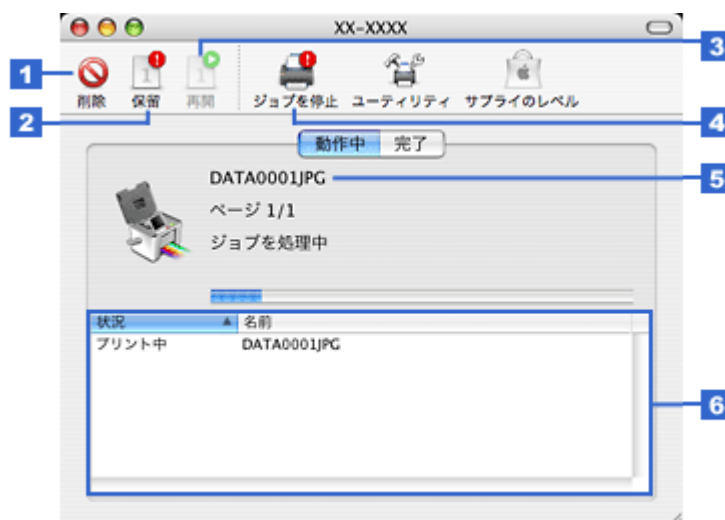 XX-XXXX
1
3
削除 保留 再開 ジョブを停止 ユーティリティ サプライのレベル
2
4
動作中 完了
DATA0001JPG
5
ページ 1/1
ジョブを処理中
状況 名前
プリント中 DATA0001JPG
6